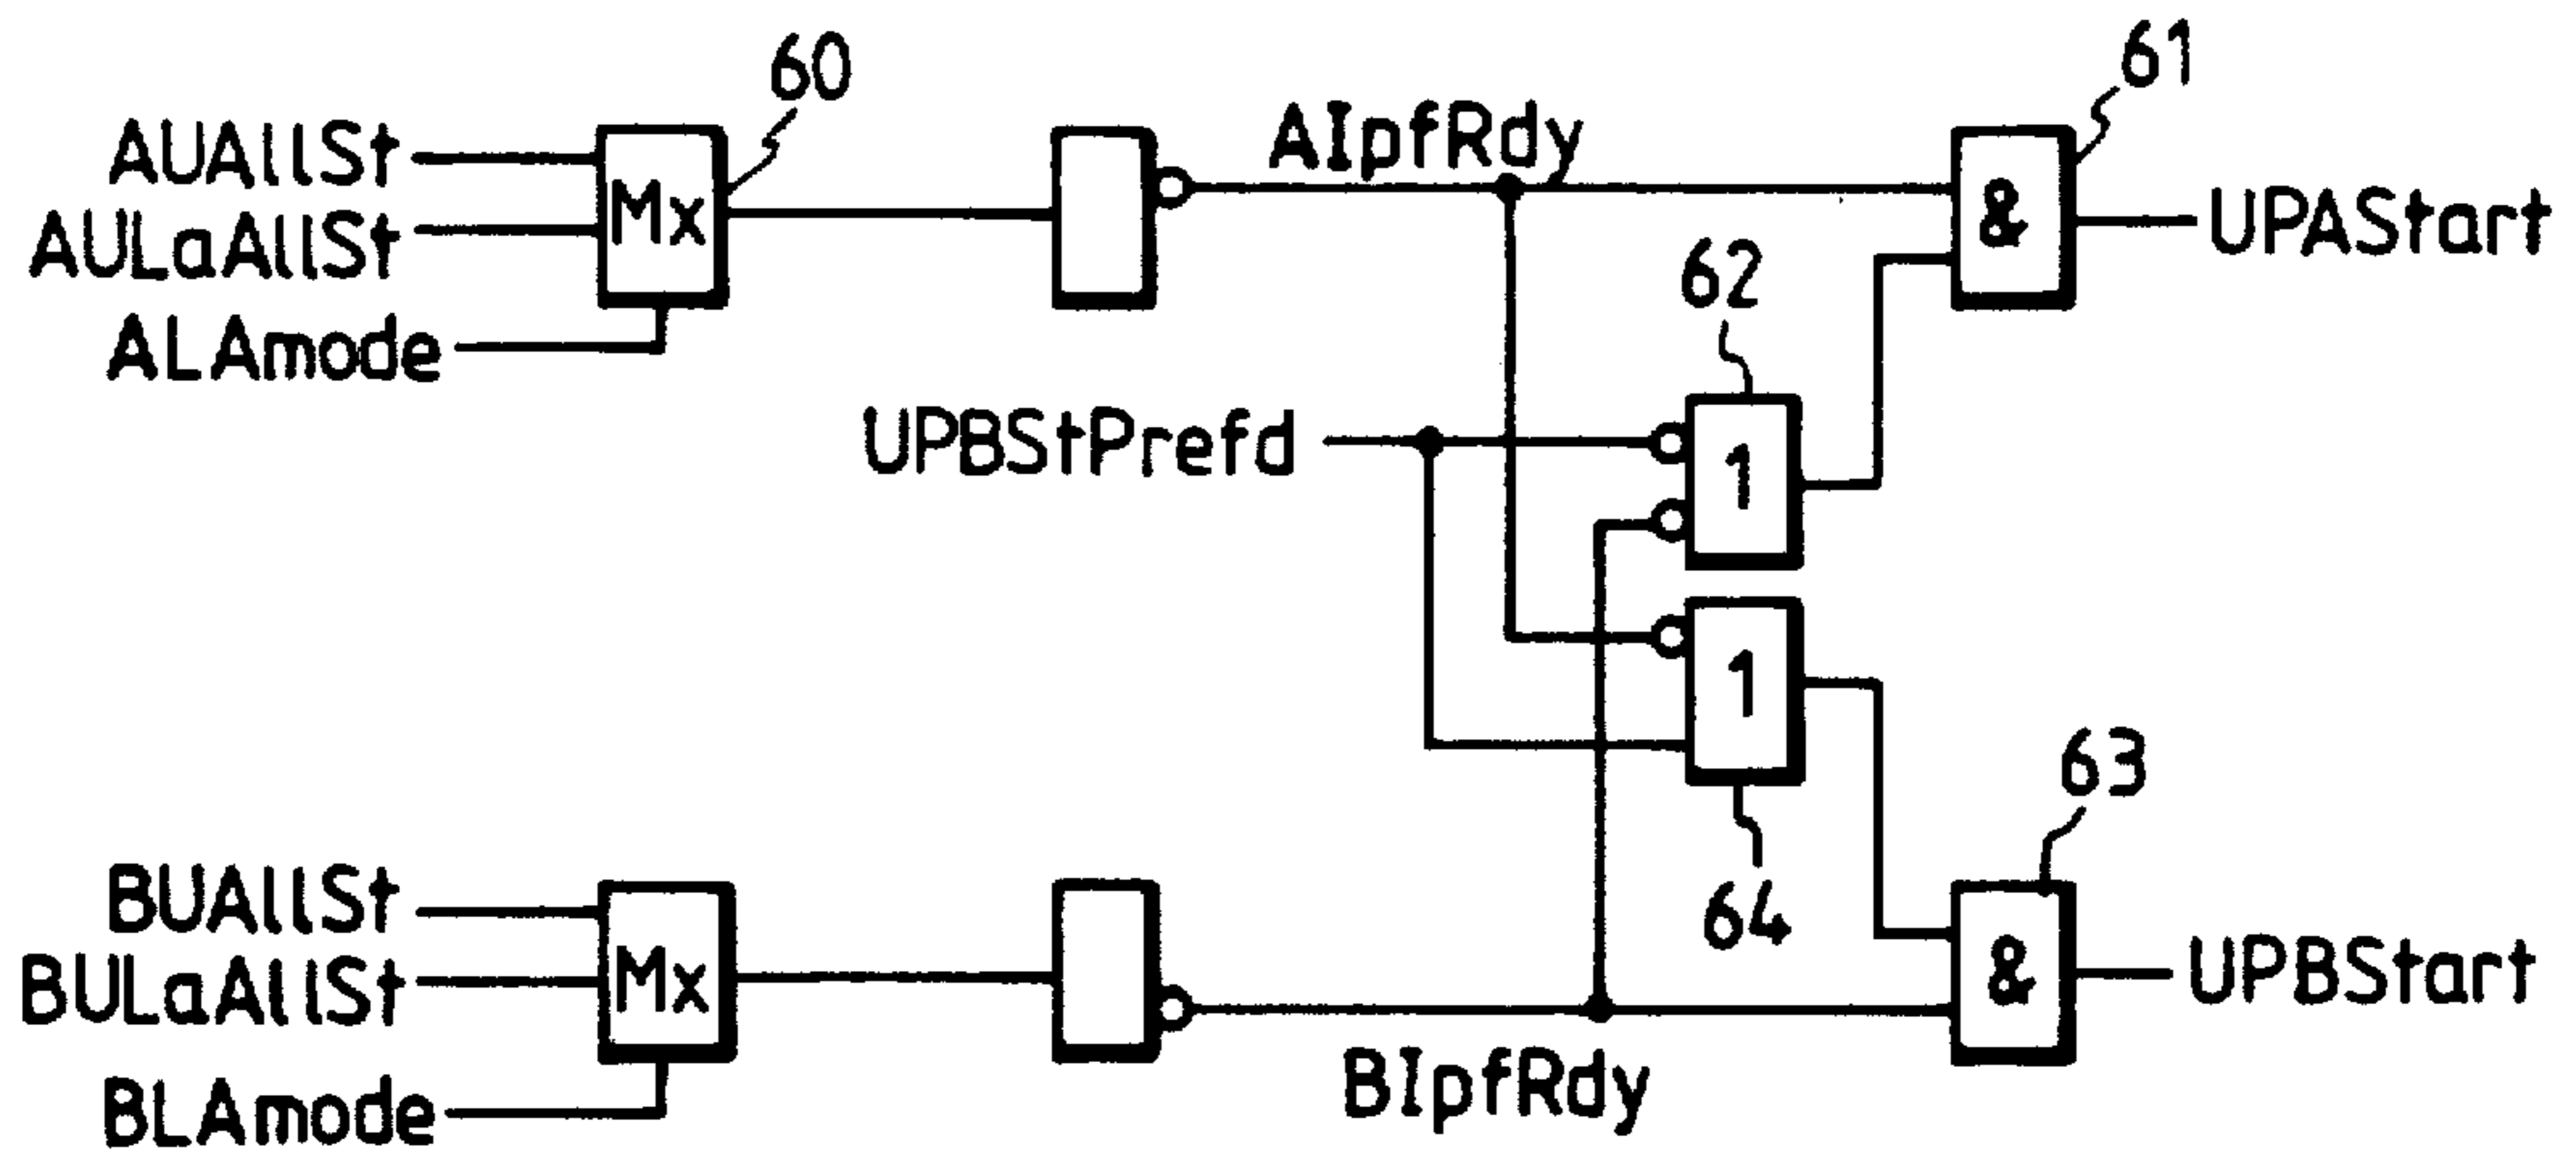 60
61
AUAllSt
AULaAllSt
ALAmode
Mx
AIpfRdy
&
UPAStart
62
UPBStPrefd
1
1
64
63
BUAllSt
BULaAllSt
BLAmode
Mx
BIpfRdy
&
UPBStart